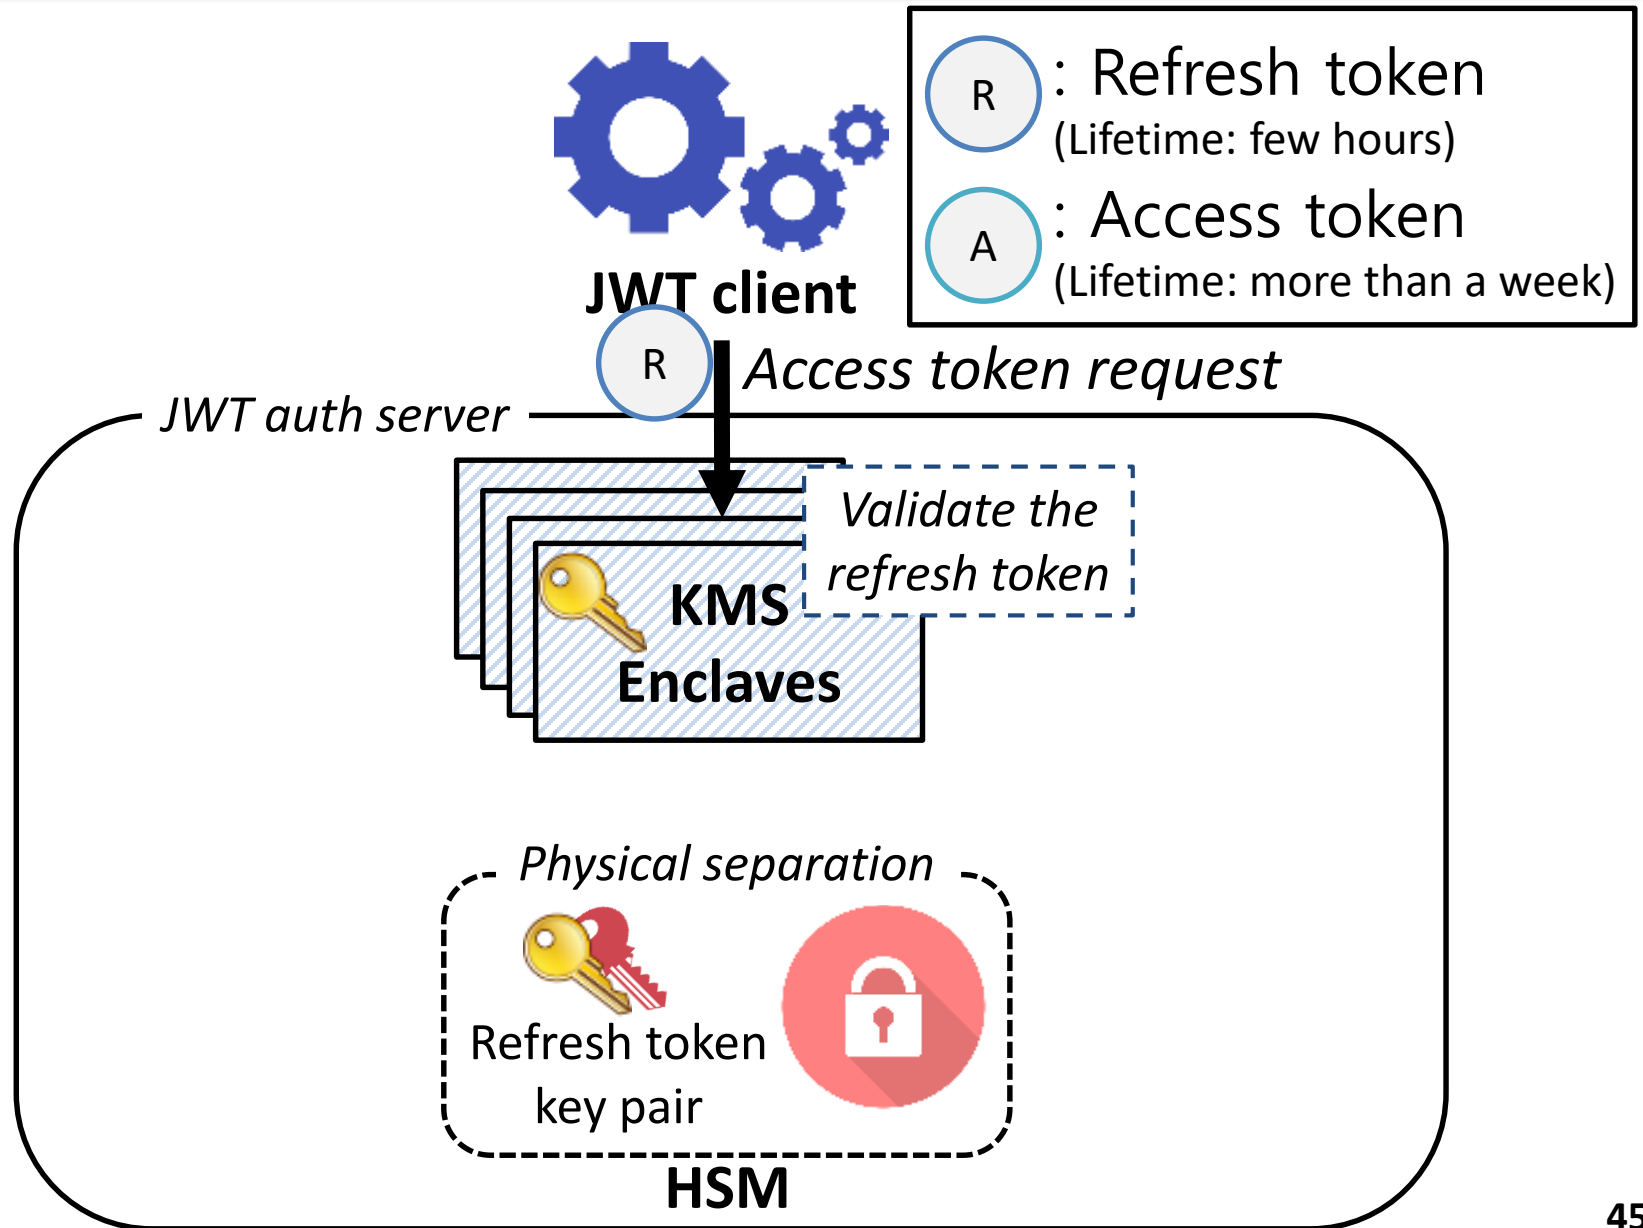 R : Refresh token
(Lifetime: few hours)
A : Access token
(Lifetime: more than a week)
JWT client
R
Access token request
JWT auth server
Validate the
refresh token
KMS
Enclaves
Physical separation
Refresh token
key pair
HSM
45